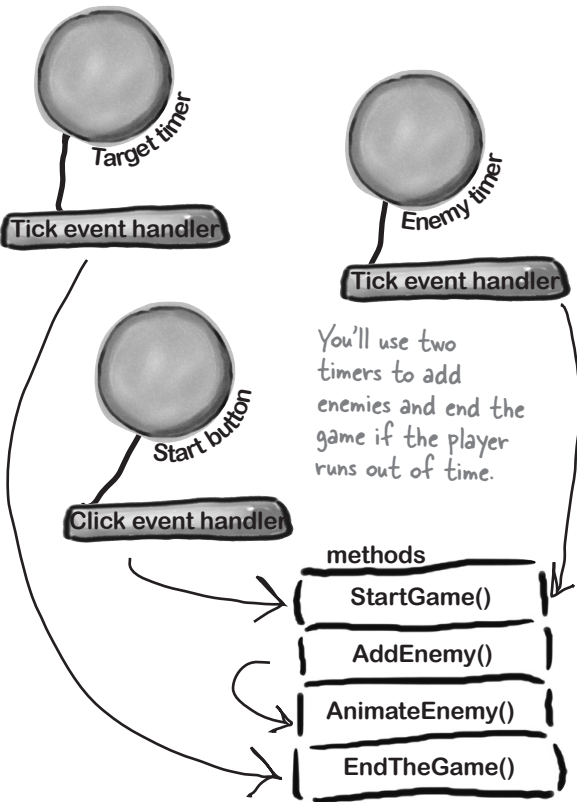 Target timer
Tick event handler
Enemy timer
Tick event handler
Start button
Click event handler
You'll use two
timers to add
enemies and end the
game if the player
runs out of time.
methods
StartGame()
AddEnemy()
AnimateEnemy()
EndTheGame()